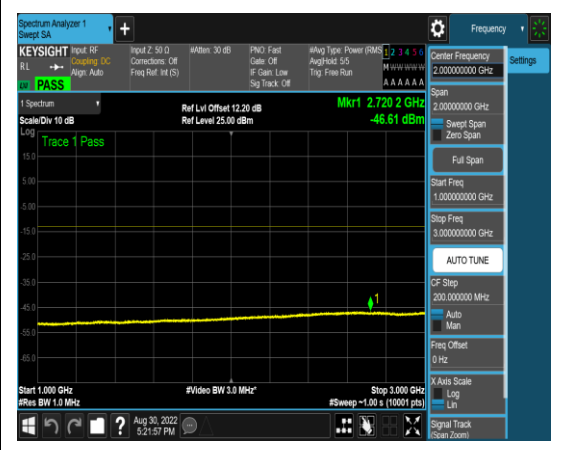 Spectrum Analyzer 1
Swept SA
+
Frequency
KEYSIGHT
Input: RF
Input Z: 50 Ω
#Atten: 30 dB
PNO: Fast
#Avg Type: Power (RMS
1 2 3 4 5 6
RL
Coupling: DC
Corrections: Off
Gate: Off
Avg|Hold: 5/5
M W W W W W
Align: Auto
Freq Ref: Int (S)
IF Gain: Low
Trig: Free Run
Sig Track: Off
A A A A A A
PASS
1 Spectrum
Ref Lvl Offset 12.20 dB
Mkr1 2.720 2 GHz
Scale/Div 10 dB
Ref Level 25.00 dBm
-46.61 dBm
Log
Trace 1 Pass
15.0
5.00
-5.00
-15.0
-25.0
-35.0
-45.0
-55.0
-65.0
1
Start 1.000 GHz
#Video BW 3.0 MHz*
Stop 3.000 GHz
#Res BW 1.0 MHz
#Sweep ~1.00 s (10001 pts)
Aug 30, 2022
5:21:57 PM
?
Center Frequency
2.000000000 GHz
Settings
Span
2.00000000 GHz
Swept Span
Zero Span
Full Span
Start Freq
1.000000000 GHz
Stop Freq
3.000000000 GHz
AUTO TUNE
CF Step
200.000000 MHz
Auto
Man
Freq Offset
0 Hz
X Axis Scale
Log
Lin
Signal Track
(Span Zoom)